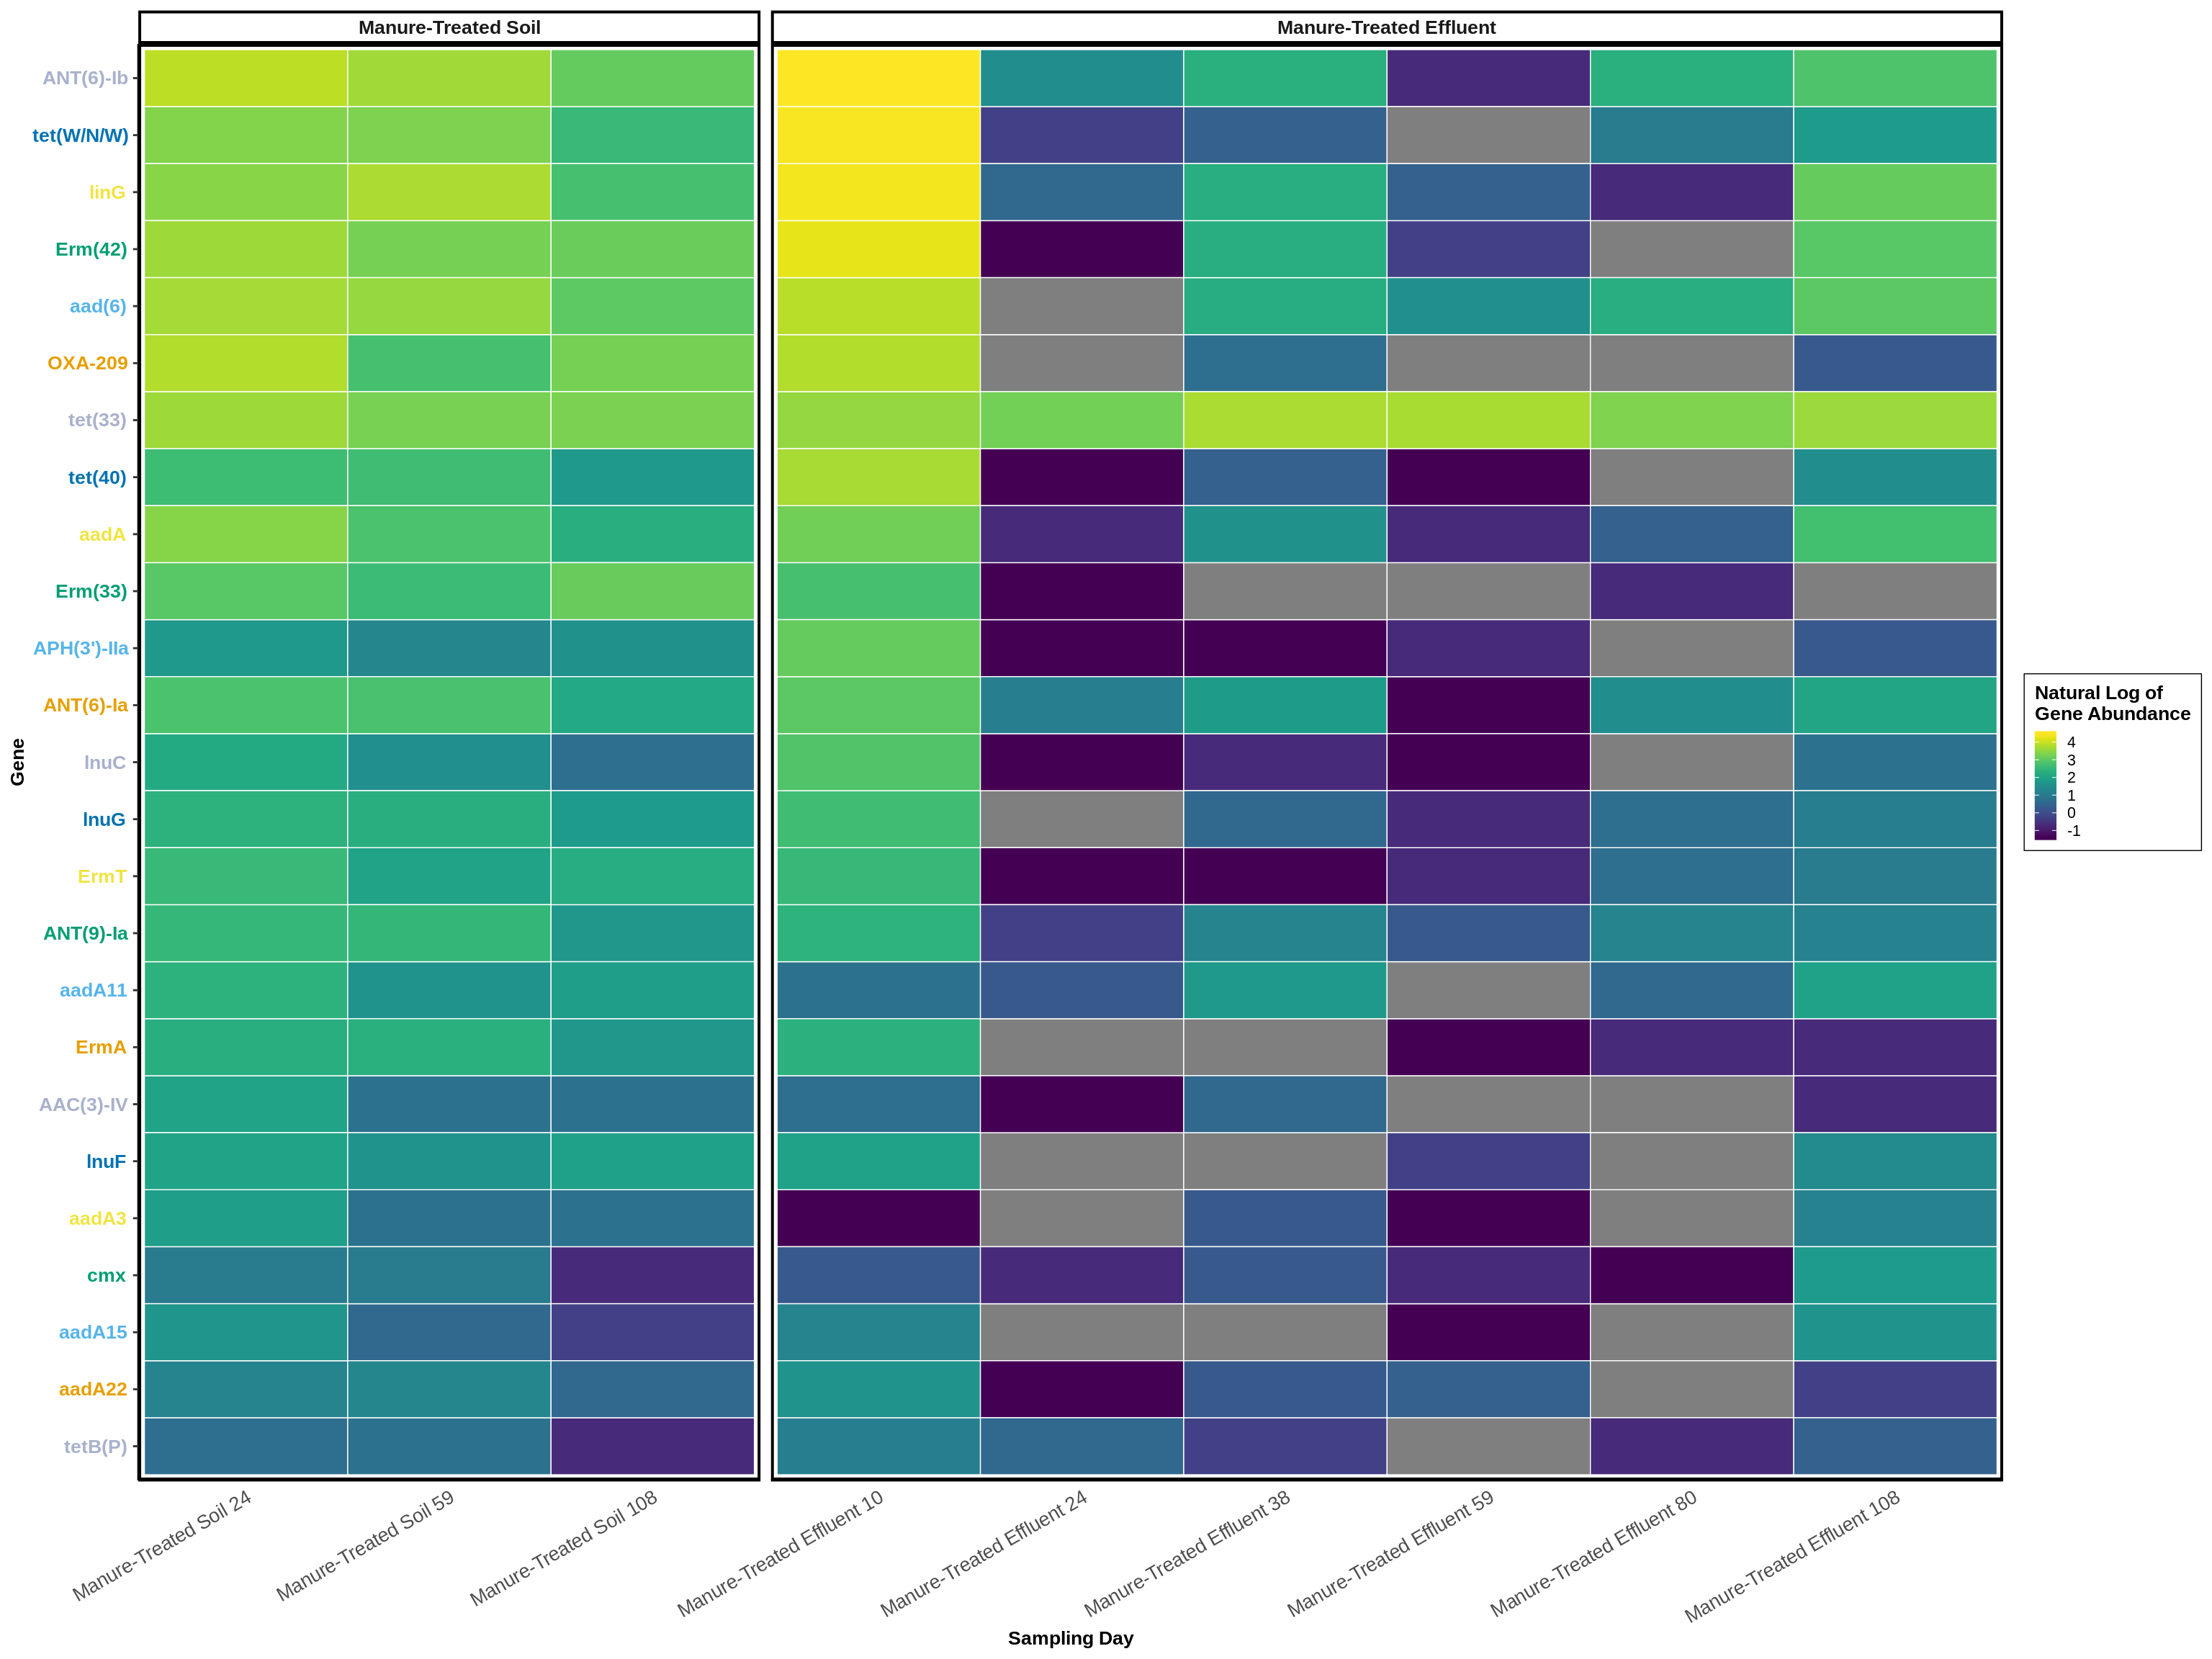 Manure-Treated Soil
Manure-Treated Effluent
Gene
ANT(6)-Ib
tet(W/N/W)
linG
Erm(42)
aad(6)
OXA-209
tet(33)
tet(40)
aadA
Erm(33)
APH(3')-IIa
ANT(6)-Ia
lnuC
lnuG
ErmT
ANT(9)-Ia
aadA11
ErmA
AAC(3)-IV
lnuF
aadA3
cmx
aadA15
aadA22
tetB(P)
Manure-Treated Soil 24
Manure-Treated Soil 59
Manure-Treated Soil 108
Manure-Treated Effluent 10
Manure-Treated Effluent 24
Manure-Treated Effluent 38
Manure-Treated Effluent 59
Manure-Treated Effluent 80
Manure-Treated Effluent 108
Sampling Day
Natural Log of
Gene Abundance
4
3
2
1
0
-1